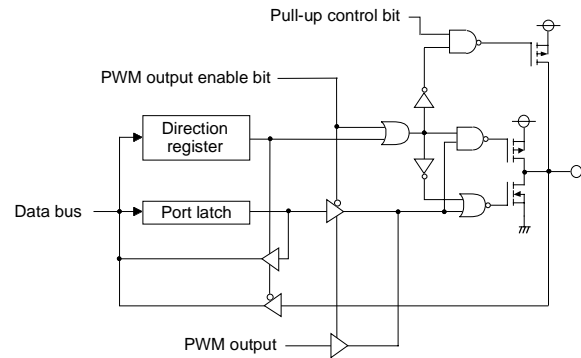 Pull-up control bit
PWM output enable bit
Direction
register
Data bus
Port latch
PWM output